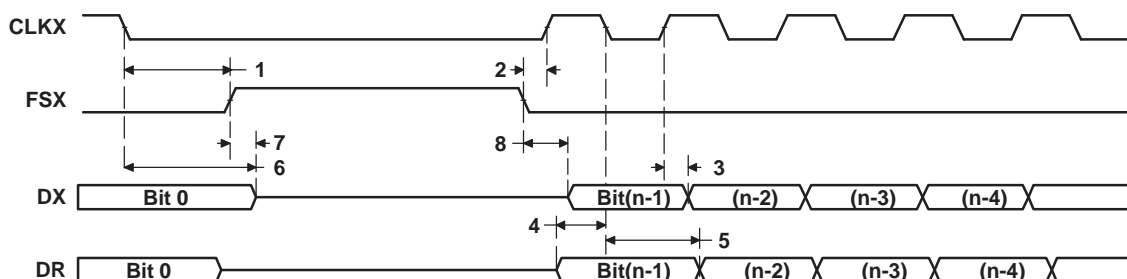 CLKX
1
2
FSX
7
8
6
3
DX
Bit 0
Bit(n-1)
(n-2)
(n-3)
(n-4)
4
5
DR
Bit 0
Bit(n-1)
(n-2)
(n-3)
(n-4)